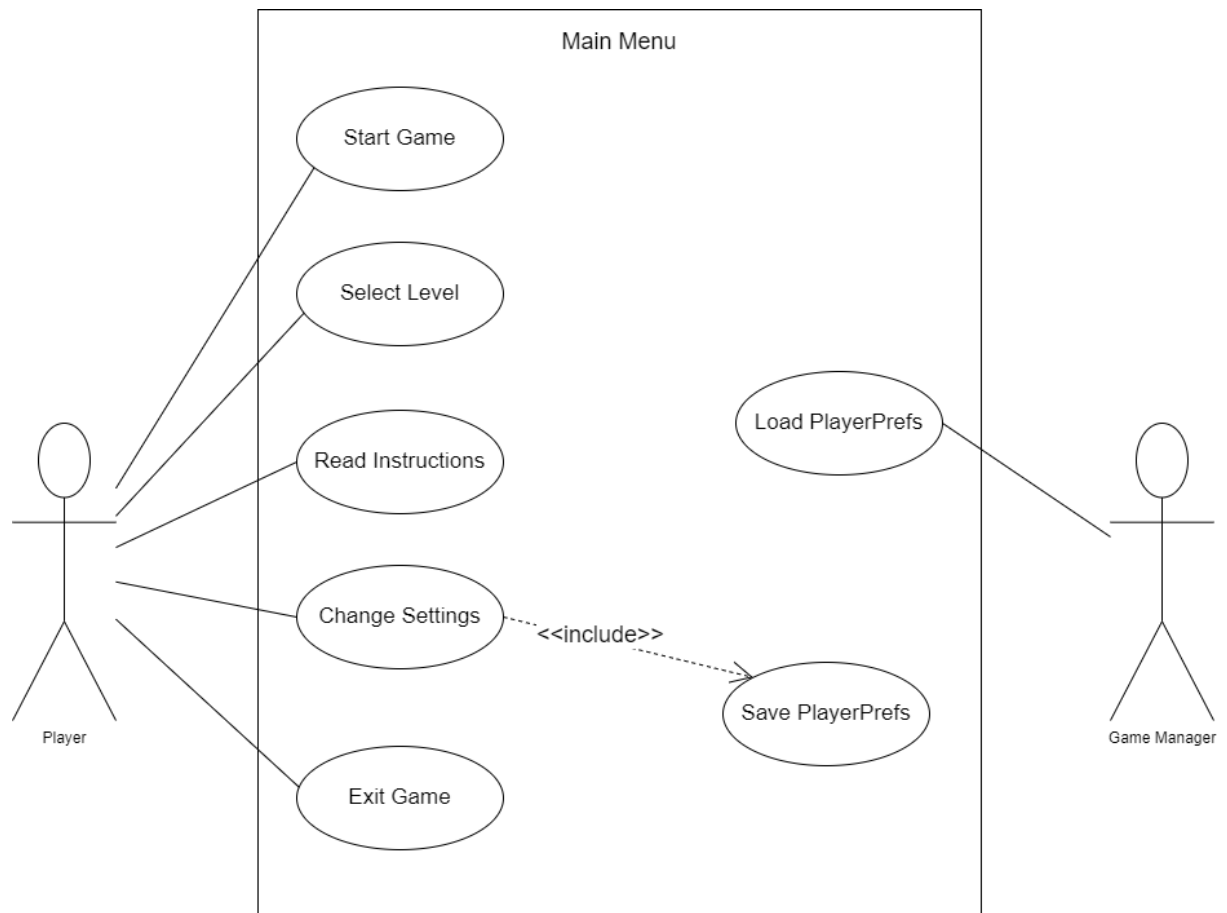 Main Menu
Start Game
Select Level
Read Instructions
Load PlayerPrefs
Change Settings
<<include>>
Save PlayerPrefs
Exit Game
Player
Game Manager